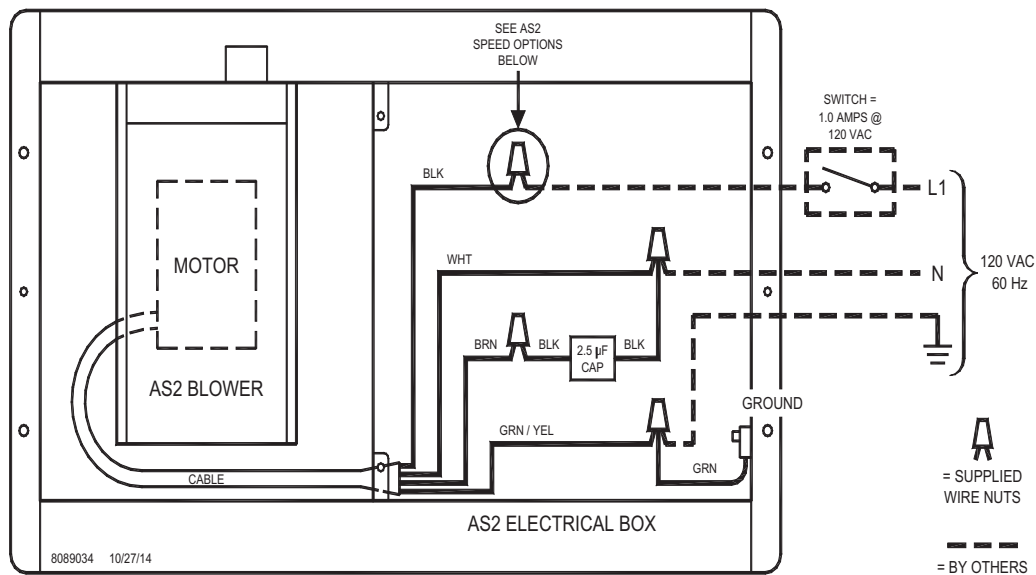 SEE AS2
SPEED OPTIONS
BELOW
SWITCH =
1.0 AMPS @
120 VAC
BLK
L1
MOTOR
WHT
N
120 VAC
60 Hz
BRN
BLK
2.5 µF
CAP
BLK
AS2 BLOWER
GROUND
GRN / YEL
GRN
CABLE
= SUPPLIED
WIRE NUTS
AS2 ELECTRICAL BOX
8089034 10/27/14
= BY OTHERS